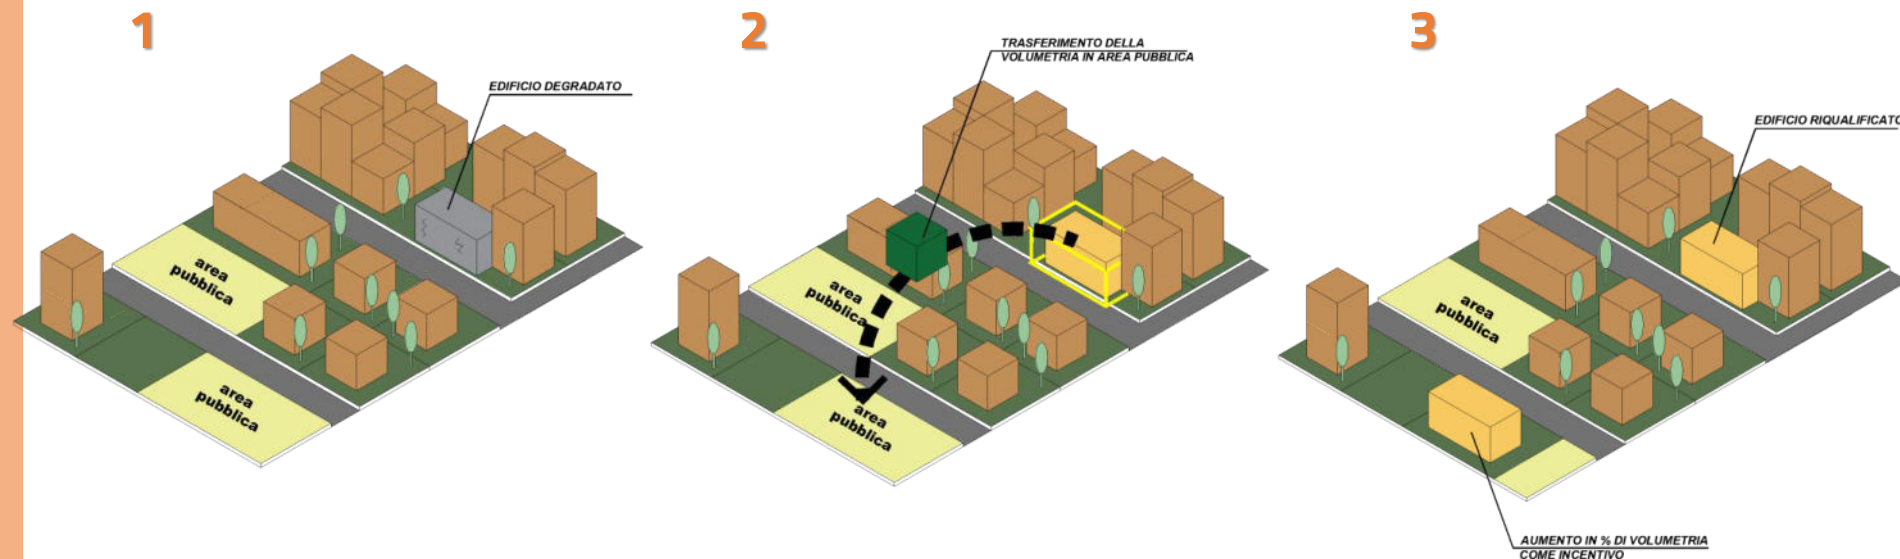 1
EDIFICIO DEGRADATO
area
pubblica
area
pubblica
2
TRASFERIMENTO DELLA
VOLUMETRIA IN AREA PUBBLICA
area
pubblica
area
pubblica
3
EDIFICIO RIQUALIFICATO
area
pubblica
AUMENTO IN % DI VOLUMETRIA
COME INCENTIVO